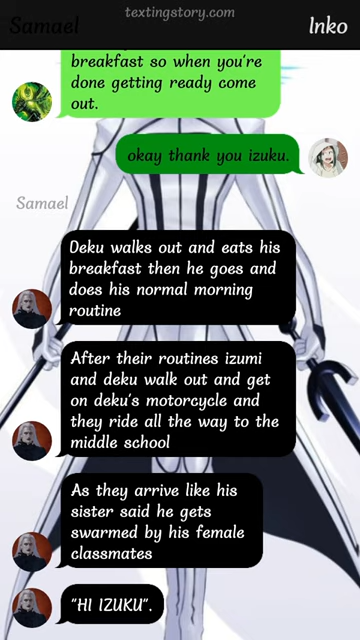 textingstory.com
Samael
Inko
breakfast so when you're
done getting ready come
out.
okay thank you izuku.
Samael
Deku walks out and eats his
breakfast then he goes and
does his normal morning
routine
After their routines izumi
and deku walk out and get
on deku's motorcycle and
they ride all the way to the
middle school
As they arrive like his
sister said he gets
swarmed by his female
classmates
"HI IZUKU".